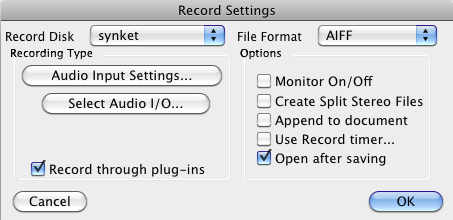 Record Settings
Record Disk synket File Format AIFF
Recording Type Options
Audio Input Settings...
Select Audio I/O...
Record through plug-ins
Monitor On/Off
Create Split Stereo Files
Append to document
Use Record timer...
Open after saving
Cancel OK